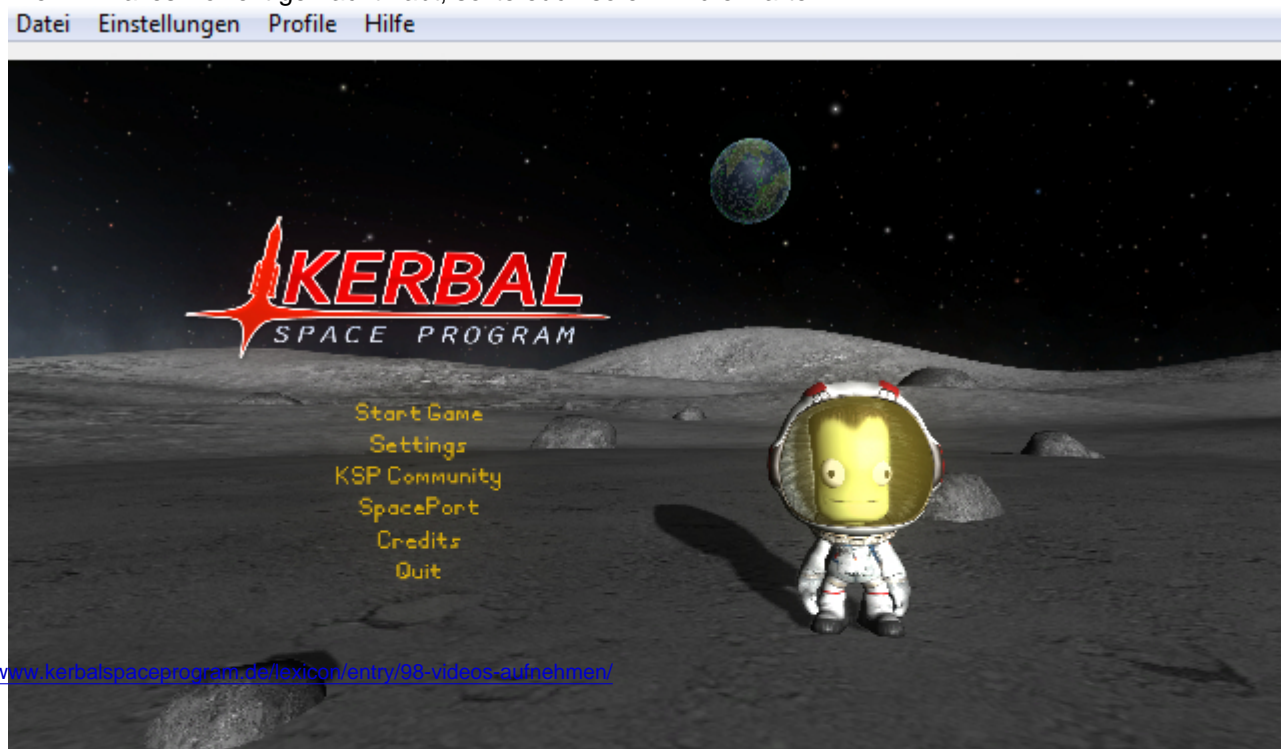 Datei Einstellungen Profile Hilfe
KERBAL
SPACE PROGRAM
Start Game
Settings
KSP Community
SpacePort
Credits
Quit
www.kerbalspaceprogram.de/lexicon/entry/98-videos-aufnehmen/